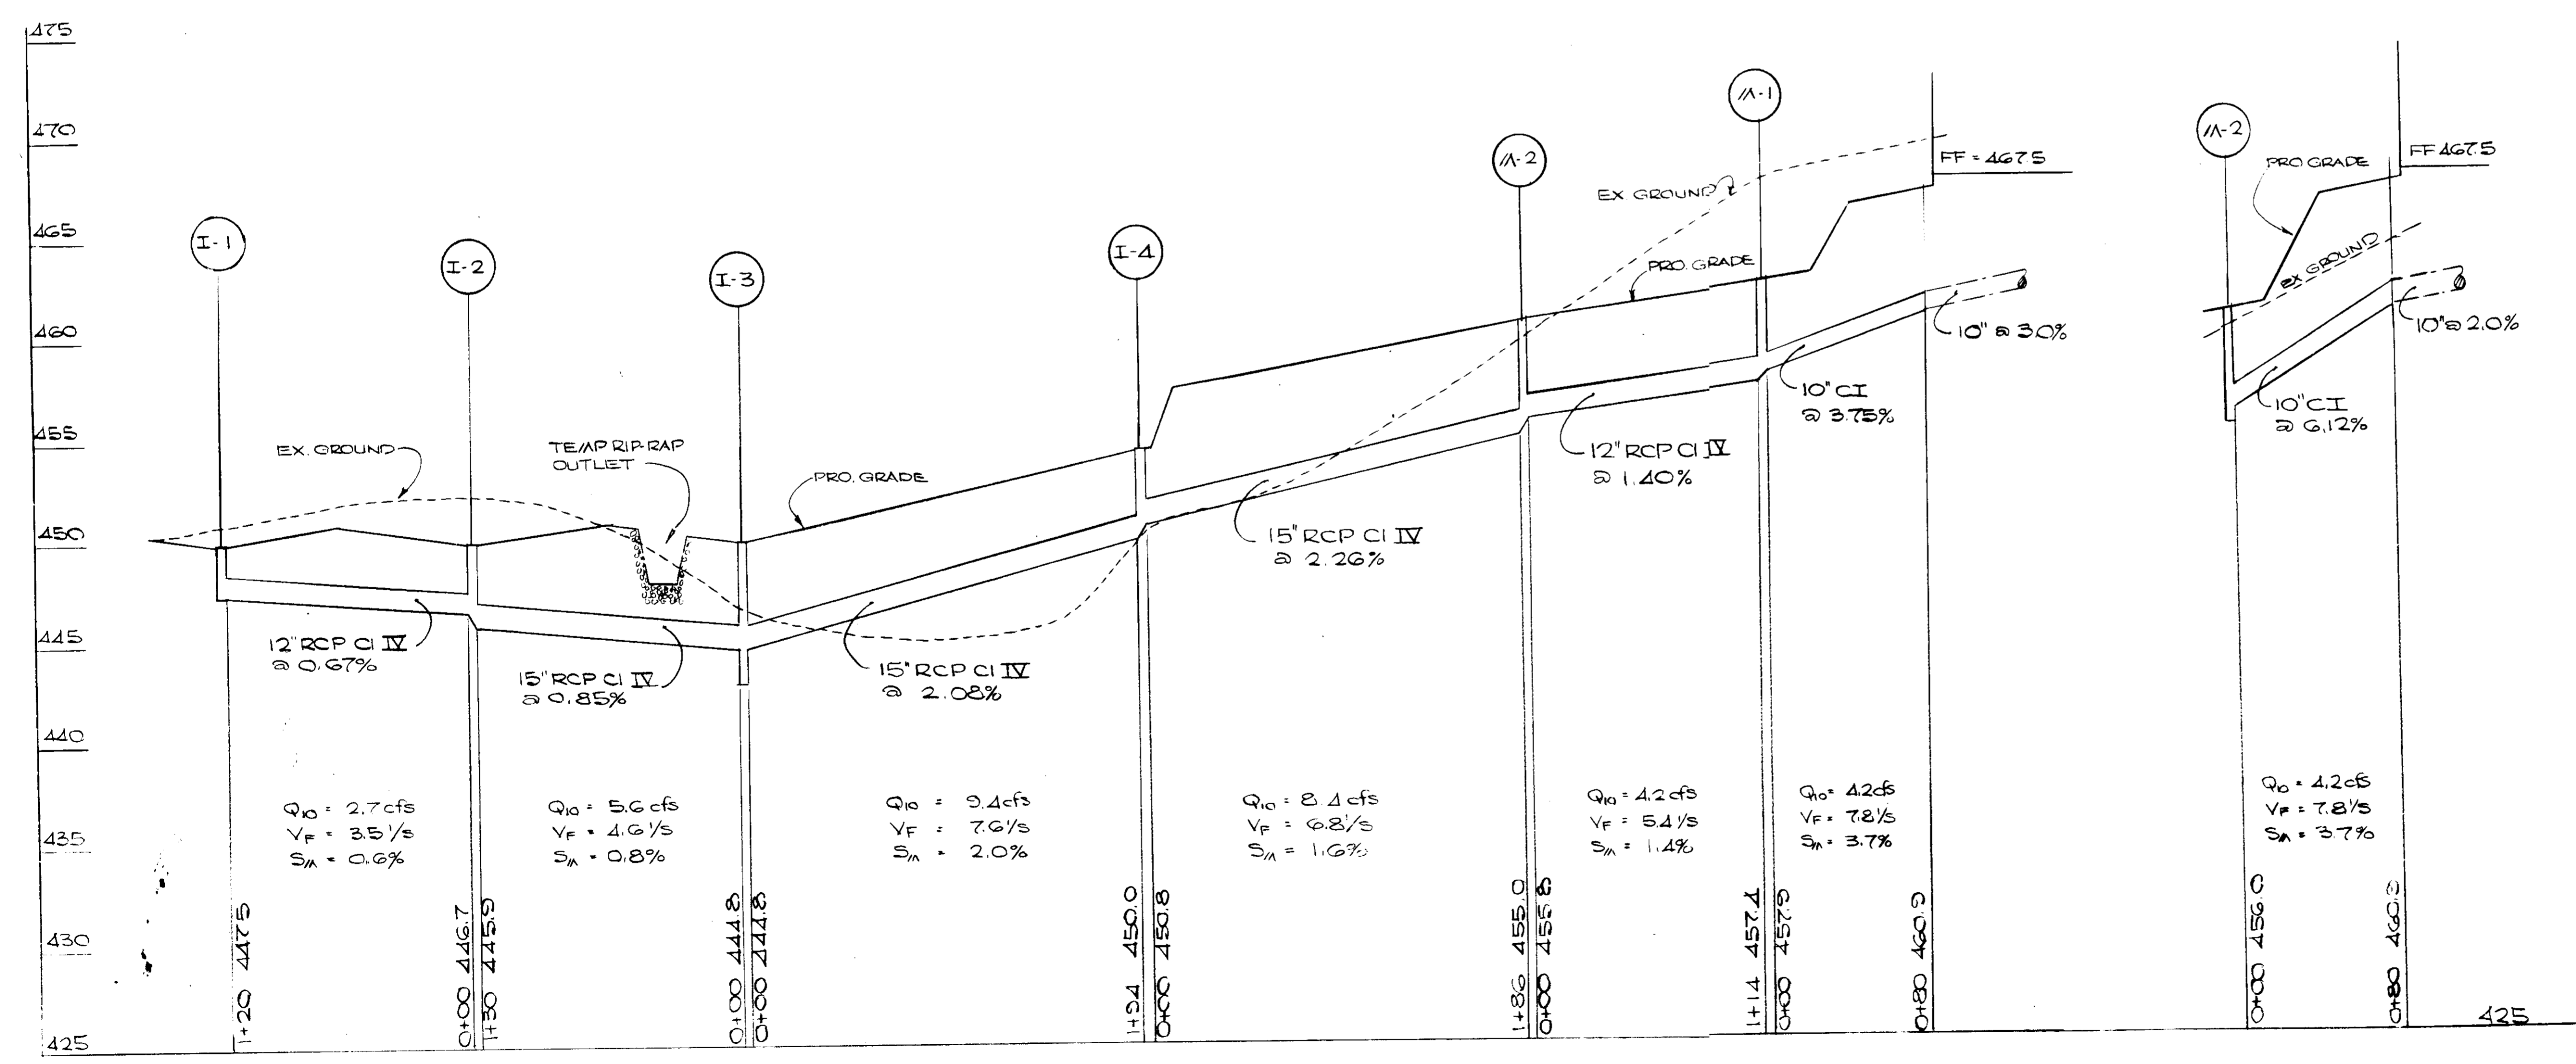 475
470
465
460
455
450
445
440
435
430
425
I-1
I-2
I-3
I-4
M-2
M-1
M-2
EX. GROUND
TEMP RIP-RAP
OUTLET
PRO. GRADE
EX GROUND
PRO. GRADE
FF = 467.5
PRO GRADE
FF 467.5
EX GROUND
12" RCP Cl IV
@ 0.67%
15" RCP Cl IV
@ 0.85%
15" RCP Cl IV
@ 2.08%
15" RCP Cl IV
@ 2.26%
12" RCP Cl IV
@ 1.40%
10" CI
@ 3.75%
10" @ 3.0%
10" CI
@ 6.12%
10" @ 2.0%
Q10 = 2.7 cfs
VF = 3.5'/s
SM = 0.6%
Q10 = 5.6 cfs
VF = 4.6'/s
SM = 0.8%
Q10 = 9.4 cfs
VF = 7.6'/s
SM = 2.0%
Q10 = 8.4 cfs
VF = 6.8'/s
SM = 1.6%
Q10 = 4.2 cfs
VF = 5.4'/s
SM = 1.4%
Q10 = 4.2 cfs
VF = 7.8'/s
SM = 3.7%
Q10 = 4.2 cfs
VF = 7.8'/s
SM = 3.7%
1+20 447.5
0+00 446.7
1+30 445.9
0+00 444.8
0+00 444.8
1+94 450.0
0+00 450.8
1+86 455.0
0+00 455.8
1+14 457.4
0+00 457.9
0+80 460.9
0+00 456.0
0+80
425